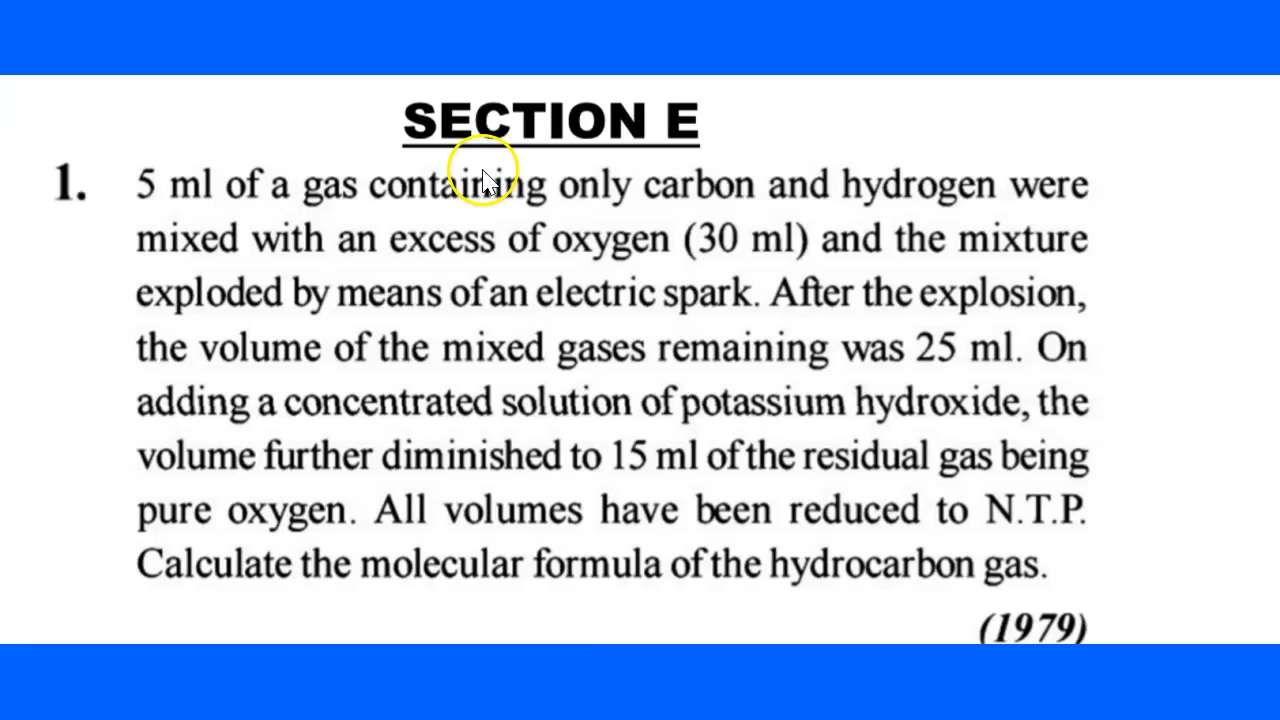 SECTION E
1. 5 ml of a gas containing only carbon and hydrogen were
mixed with an excess of oxygen (30 ml) and the mixture
exploded by means of an electric spark. After the explosion,
the volume of the mixed gases remaining was 25 ml. On
adding a concentrated solution of potassium hydroxide, the
volume further diminished to 15 ml of the residual gas being
pure oxygen. All volumes have been reduced to N.T.P.
Calculate the molecular formula of the hydrocarbon gas.
(1979)